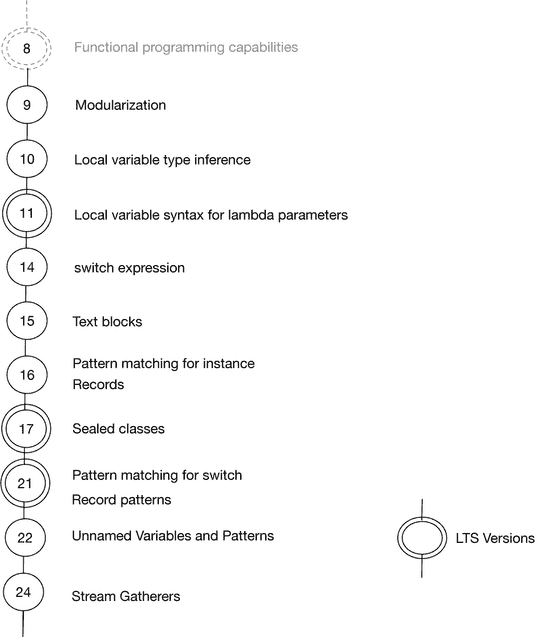 8 Functional programming capabilities
9 Modularization
10 Local variable type inference
11 Local variable syntax for lambda parameters
14 switch expression
15 Text blocks
16 Pattern matching for instance
Records
17 Sealed classes
21 Pattern matching for switch
Record patterns
22 Unnamed Variables and Patterns
LTS Versions
24 Stream Gatherers